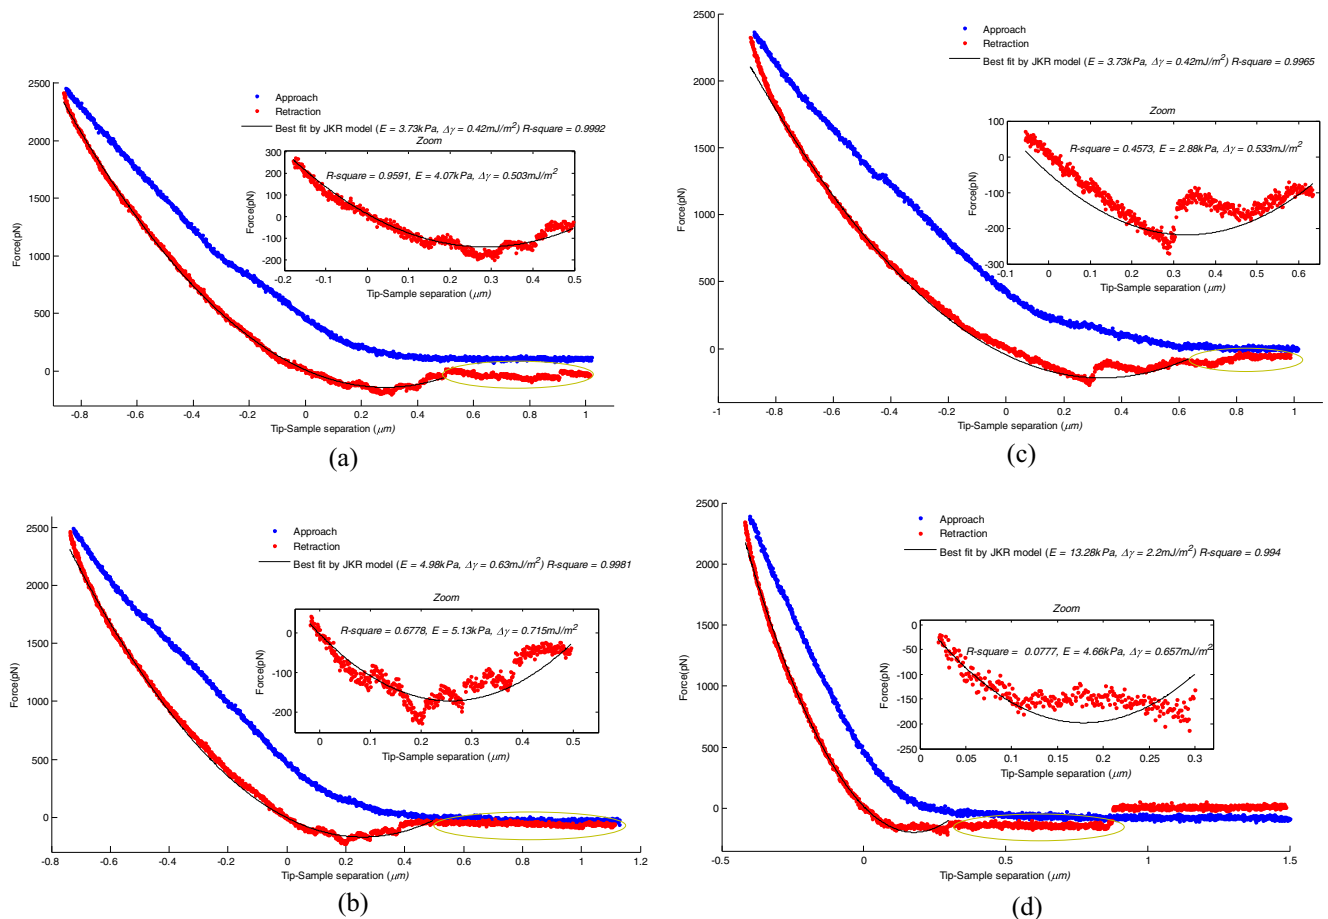 Approach
Retraction
Best fit by JKR model (E = 3.73kPa, Δγ = 0.42mJ/m²) R-square = 0.9992
Zoom
R-square = 0.9591, E = 4.07kPa, Δγ = 0.503mJ/m²
300
200
100
0
-100
-200
Force(pN)
-0.2 -0.1 0 0.1 0.2 0.3 0.4 0.5
Tip-Sample separation (μm)
2500
2000
1500
1000
500
0
Force(pN)
-0.8 -0.6 -0.4 -0.2 0 0.2 0.4 0.6 0.8 1
Tip-Sample separation (μm)
(a)
Approach
Retraction
Best fit by JKR model (E = 4.98kPa, Δγ = 0.63mJ/m²) R-square = 0.9981
Zoom
R-square = 0.6778, E = 5.13kPa, Δγ = 0.715mJ/m²
0
-100
-200
Force(pN)
0 0.1 0.2 0.3 0.4 0.5
Tip-Sample separation (μm)
2500
2000
1500
1000
500
0
Force(pN)
-0.8 -0.6 -0.4 -0.2 0 0.2 0.4 0.6 0.8 1 1.2
Tip-Sample separation (μm)
(b)
Approach
Retraction
Best fit by JKR model (E = 3.73kPa, Δγ = 0.42mJ/m²) R-square = 0.9965
Zoom
R-square = 0.4573, E = 2.88kPa, Δγ = 0.533mJ/m²
100
0
-100
-200
-300
Force(pN)
-0.1 0 0.1 0.2 0.3 0.4 0.5 0.6
Tip-Sample separation (μm)
2500
2000
1500
1000
500
0
Force(pN)
-1 -0.8 -0.6 -0.4 -0.2 0 0.2 0.4 0.6 0.8 1
Tip-Sample separation (μm)
(c)
Approach
Retraction
Best fit by JKR model (E = 13.28kPa, Δγ = 2.2mJ/m²) R-square = 0.994
Zoom
R-square = 0.0777, E = 4.66kPa, Δγ = 0.657mJ/m²
0
-50
-100
-150
-200
-250
Force(pN)
0 0.05 0.1 0.15 0.2 0.25 0.3
Tip-Sample separation (μm)
2500
2000
1500
1000
500
0
Force(pN)
-0.5 0 0.5 1 1.5
Tip-Sample separation (μm)
(d)